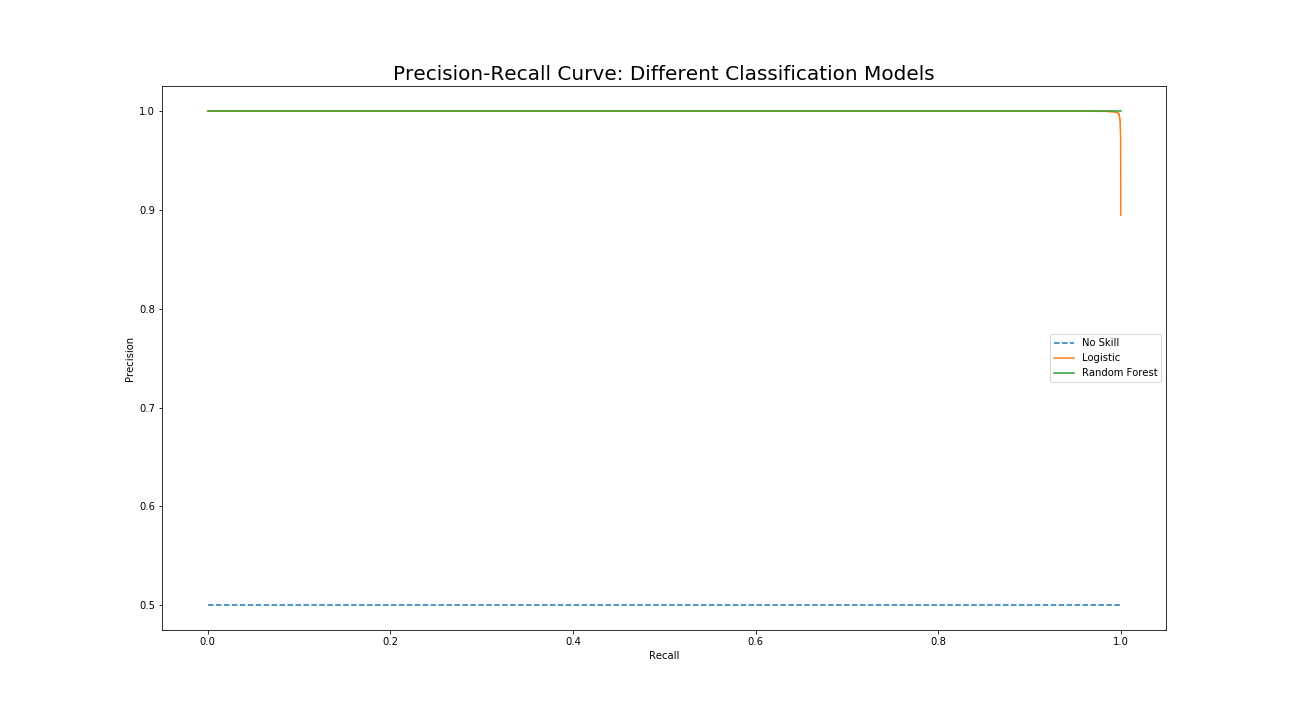 Precision-Recall Curve: Different Classification Models
1.0
0.9
0.8
0.7
0.6
0.5
Precision
No Skill
Logistic
Random Forest
0.0 0.2 0.4 0.6 0.8 1.0
Recall